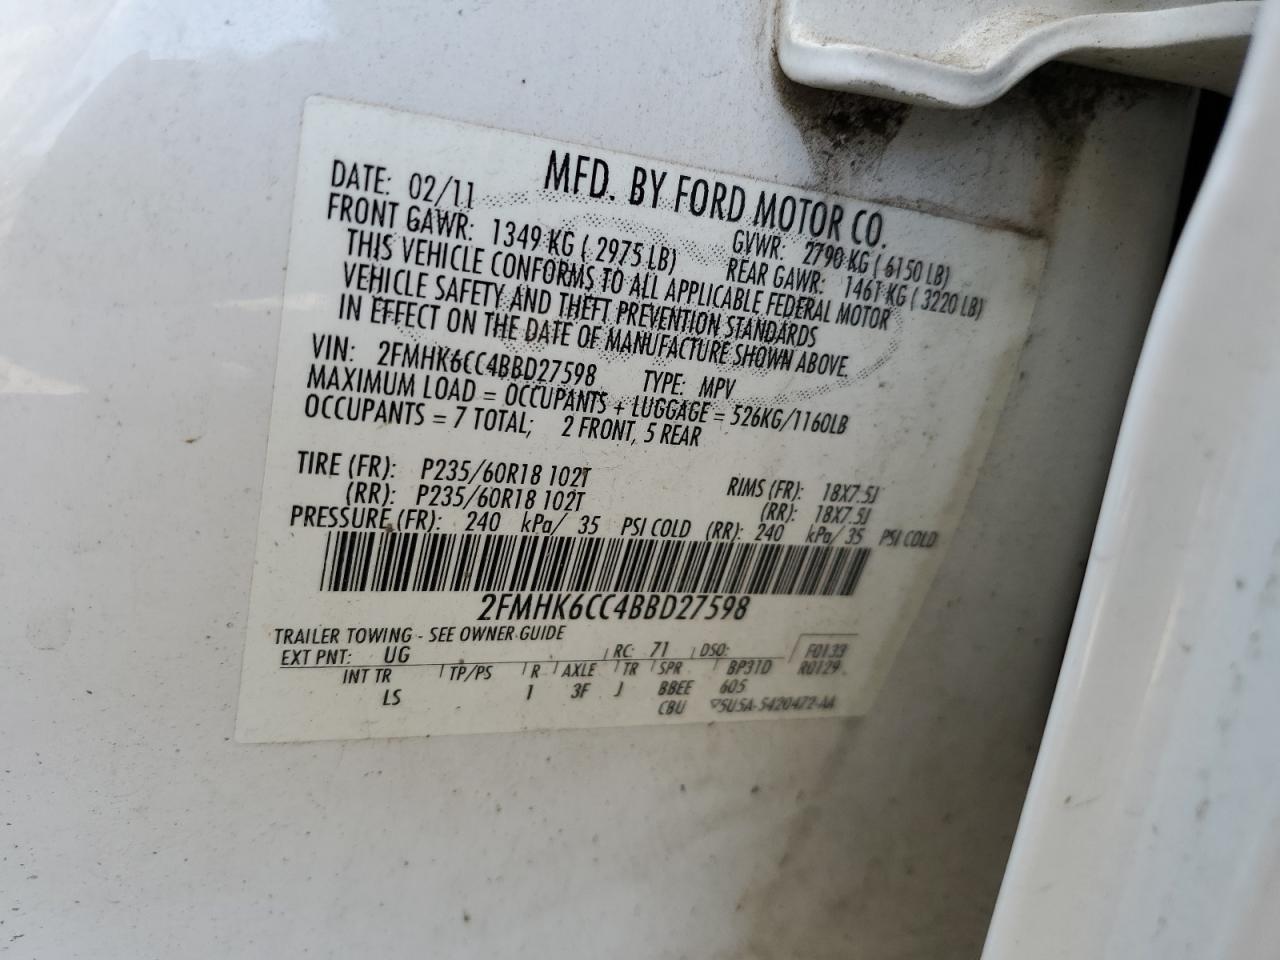 MFD. BY FORD MOTOR CO.
DATE: 02/11 GVWR: 2790 KG ( 6150 LB)
FRONT GAWR: 1349 KG ( 2975 LB) REAR GAWR: 1461 KG ( 3220 LB)
THIS VEHICLE CONFORMS TO ALL APPLICABLE FEDERAL MOTOR
VEHICLE SAFETY AND THEFT PREVENTION STANDARDS
IN EFFECT ON THE DATE OF MANUFACTURE SHOWN ABOVE.
VIN: 2FMHK6CC4BBD27598 TYPE: MPV
MAXIMUM LOAD = OCCUPANTS + LUGGAGE = 526KG/1160LB
OCCUPANTS = 7 TOTAL; 2 FRONT, 5 REAR
TIRE (FR): P235/60R18 102T RIMS (FR): 18X7.5J
(RR): P235/60R18 102T (RR): 18X7.5J
PRESSURE (FR): 240 kPa/ 35 PSI COLD (RR): 240 kPa/ 35 PSI COLD
2FMHK6CC4BBD27598
TRAILER TOWING - SEE OWNER GUIDE
EXT PNT: UG RC: 71 DSO: F0133
INT TR TP/PS R AXLE TR SPR BP31D R0129
LS 1 3F J BBEE 605
CBU 5U5A-5420472-AA